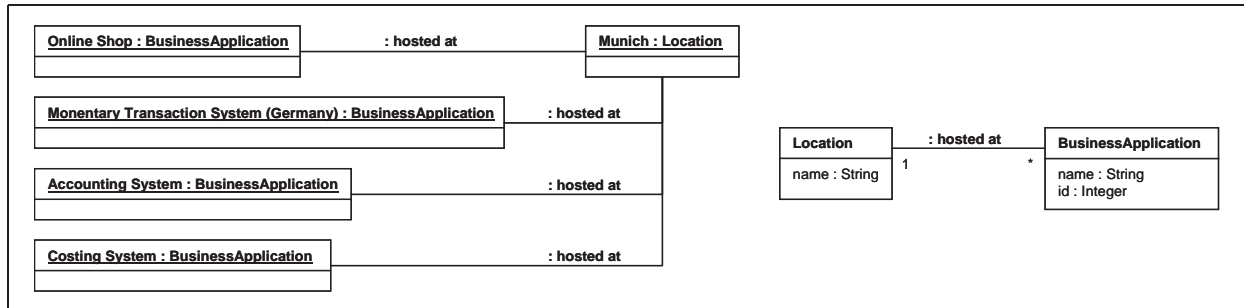 Online Shop : BusinessApplication
: hosted at
Munich : Location
Monentary Transaction System (Germany) : BusinessApplication
: hosted at
Accounting System : BusinessApplication
: hosted at
Costing System : BusinessApplication
: hosted at
Location
name : String
1
: hosted at
*
BusinessApplication
name : String
id : Integer